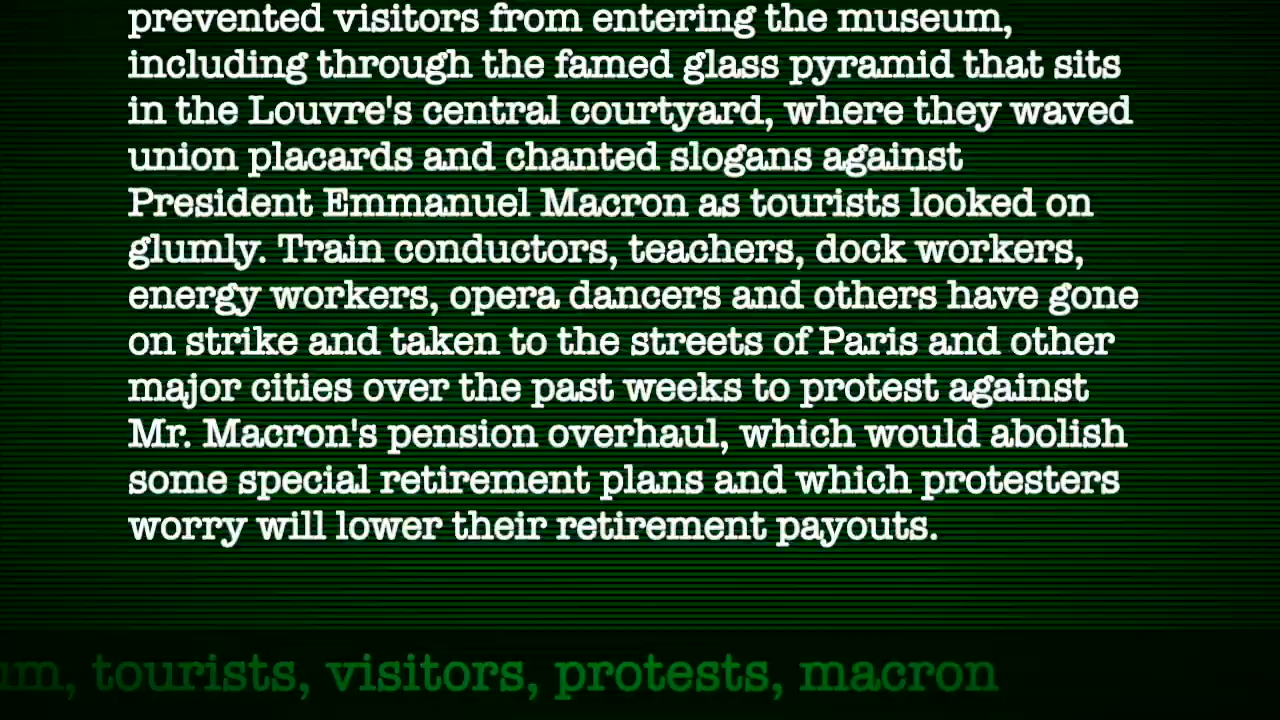 prevented visitors from entering the museum,
including through the famed glass pyramid that sits
in the Louvre's central courtyard, where they waved
union placards and chanted slogans against
President Emmanuel Macron as tourists looked on
glumly. Train conductors, teachers, dock workers,
energy workers, opera dancers and others have gone
on strike and taken to the streets of Paris and other
major cities over the past weeks to protest against
Mr. Macron's pension overhaul, which would abolish
some special retirement plans and which protesters
worry will lower their retirement payouts.
um, tourists, visitors, protests, macron